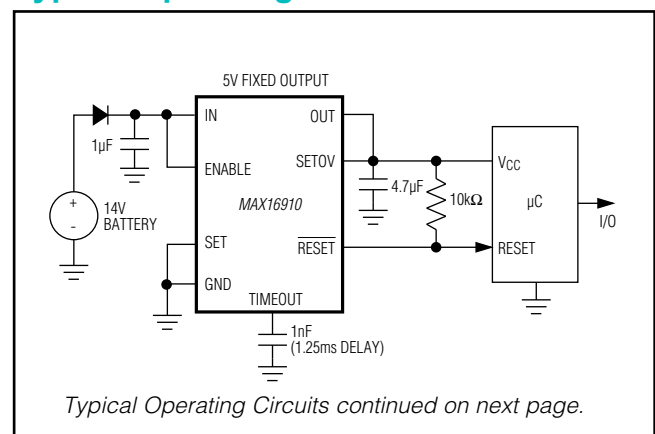 5V FIXED OUTPUT
IN
OUT
1µF
ENABLE
SETOV
VCC
4.7µF
10kΩ
µC
MAX16910
I/O
+
-
14V
BATTERY
SET
RESET
RESET
GND
TIMEOUT
1nF
(1.25ms DELAY)
Typical Operating Circuits continued on next page.